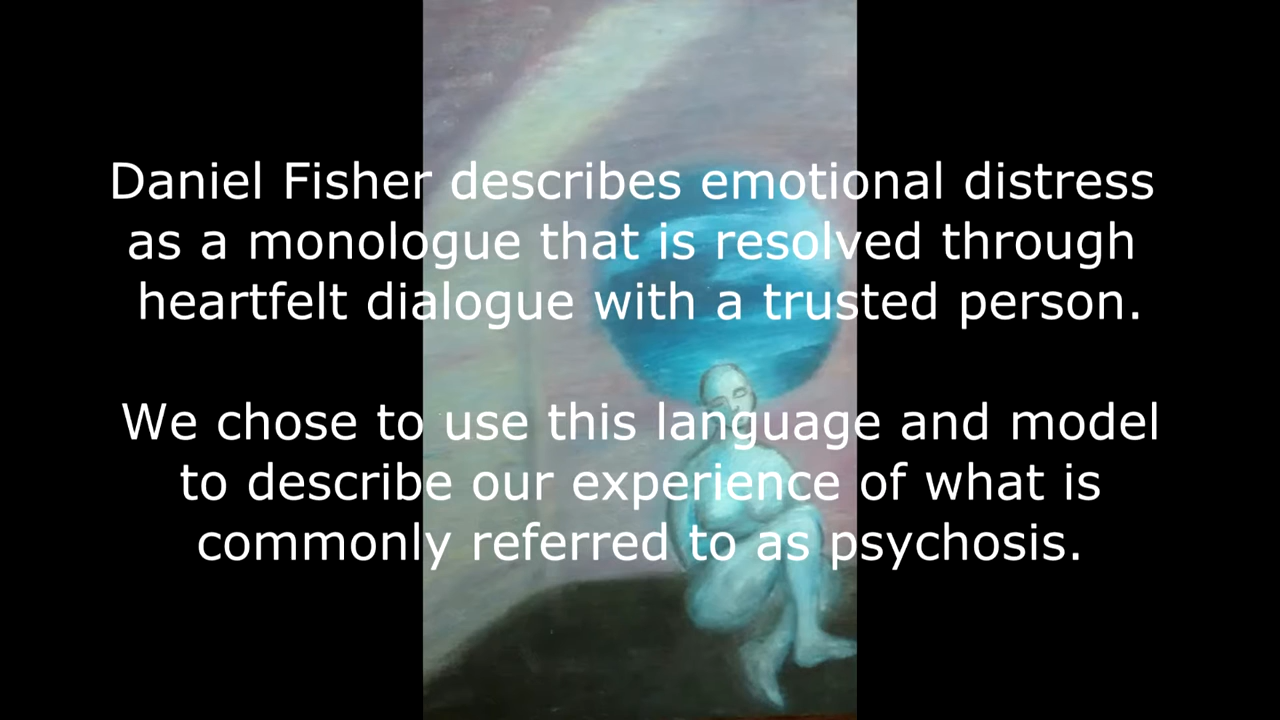 Daniel Fisher describes emotional distress
as a monologue that is resolved through
heartfelt dialogue with a trusted person.
We chose to use this language and model
to describe our experience of what is
commonly referred to as psychosis.